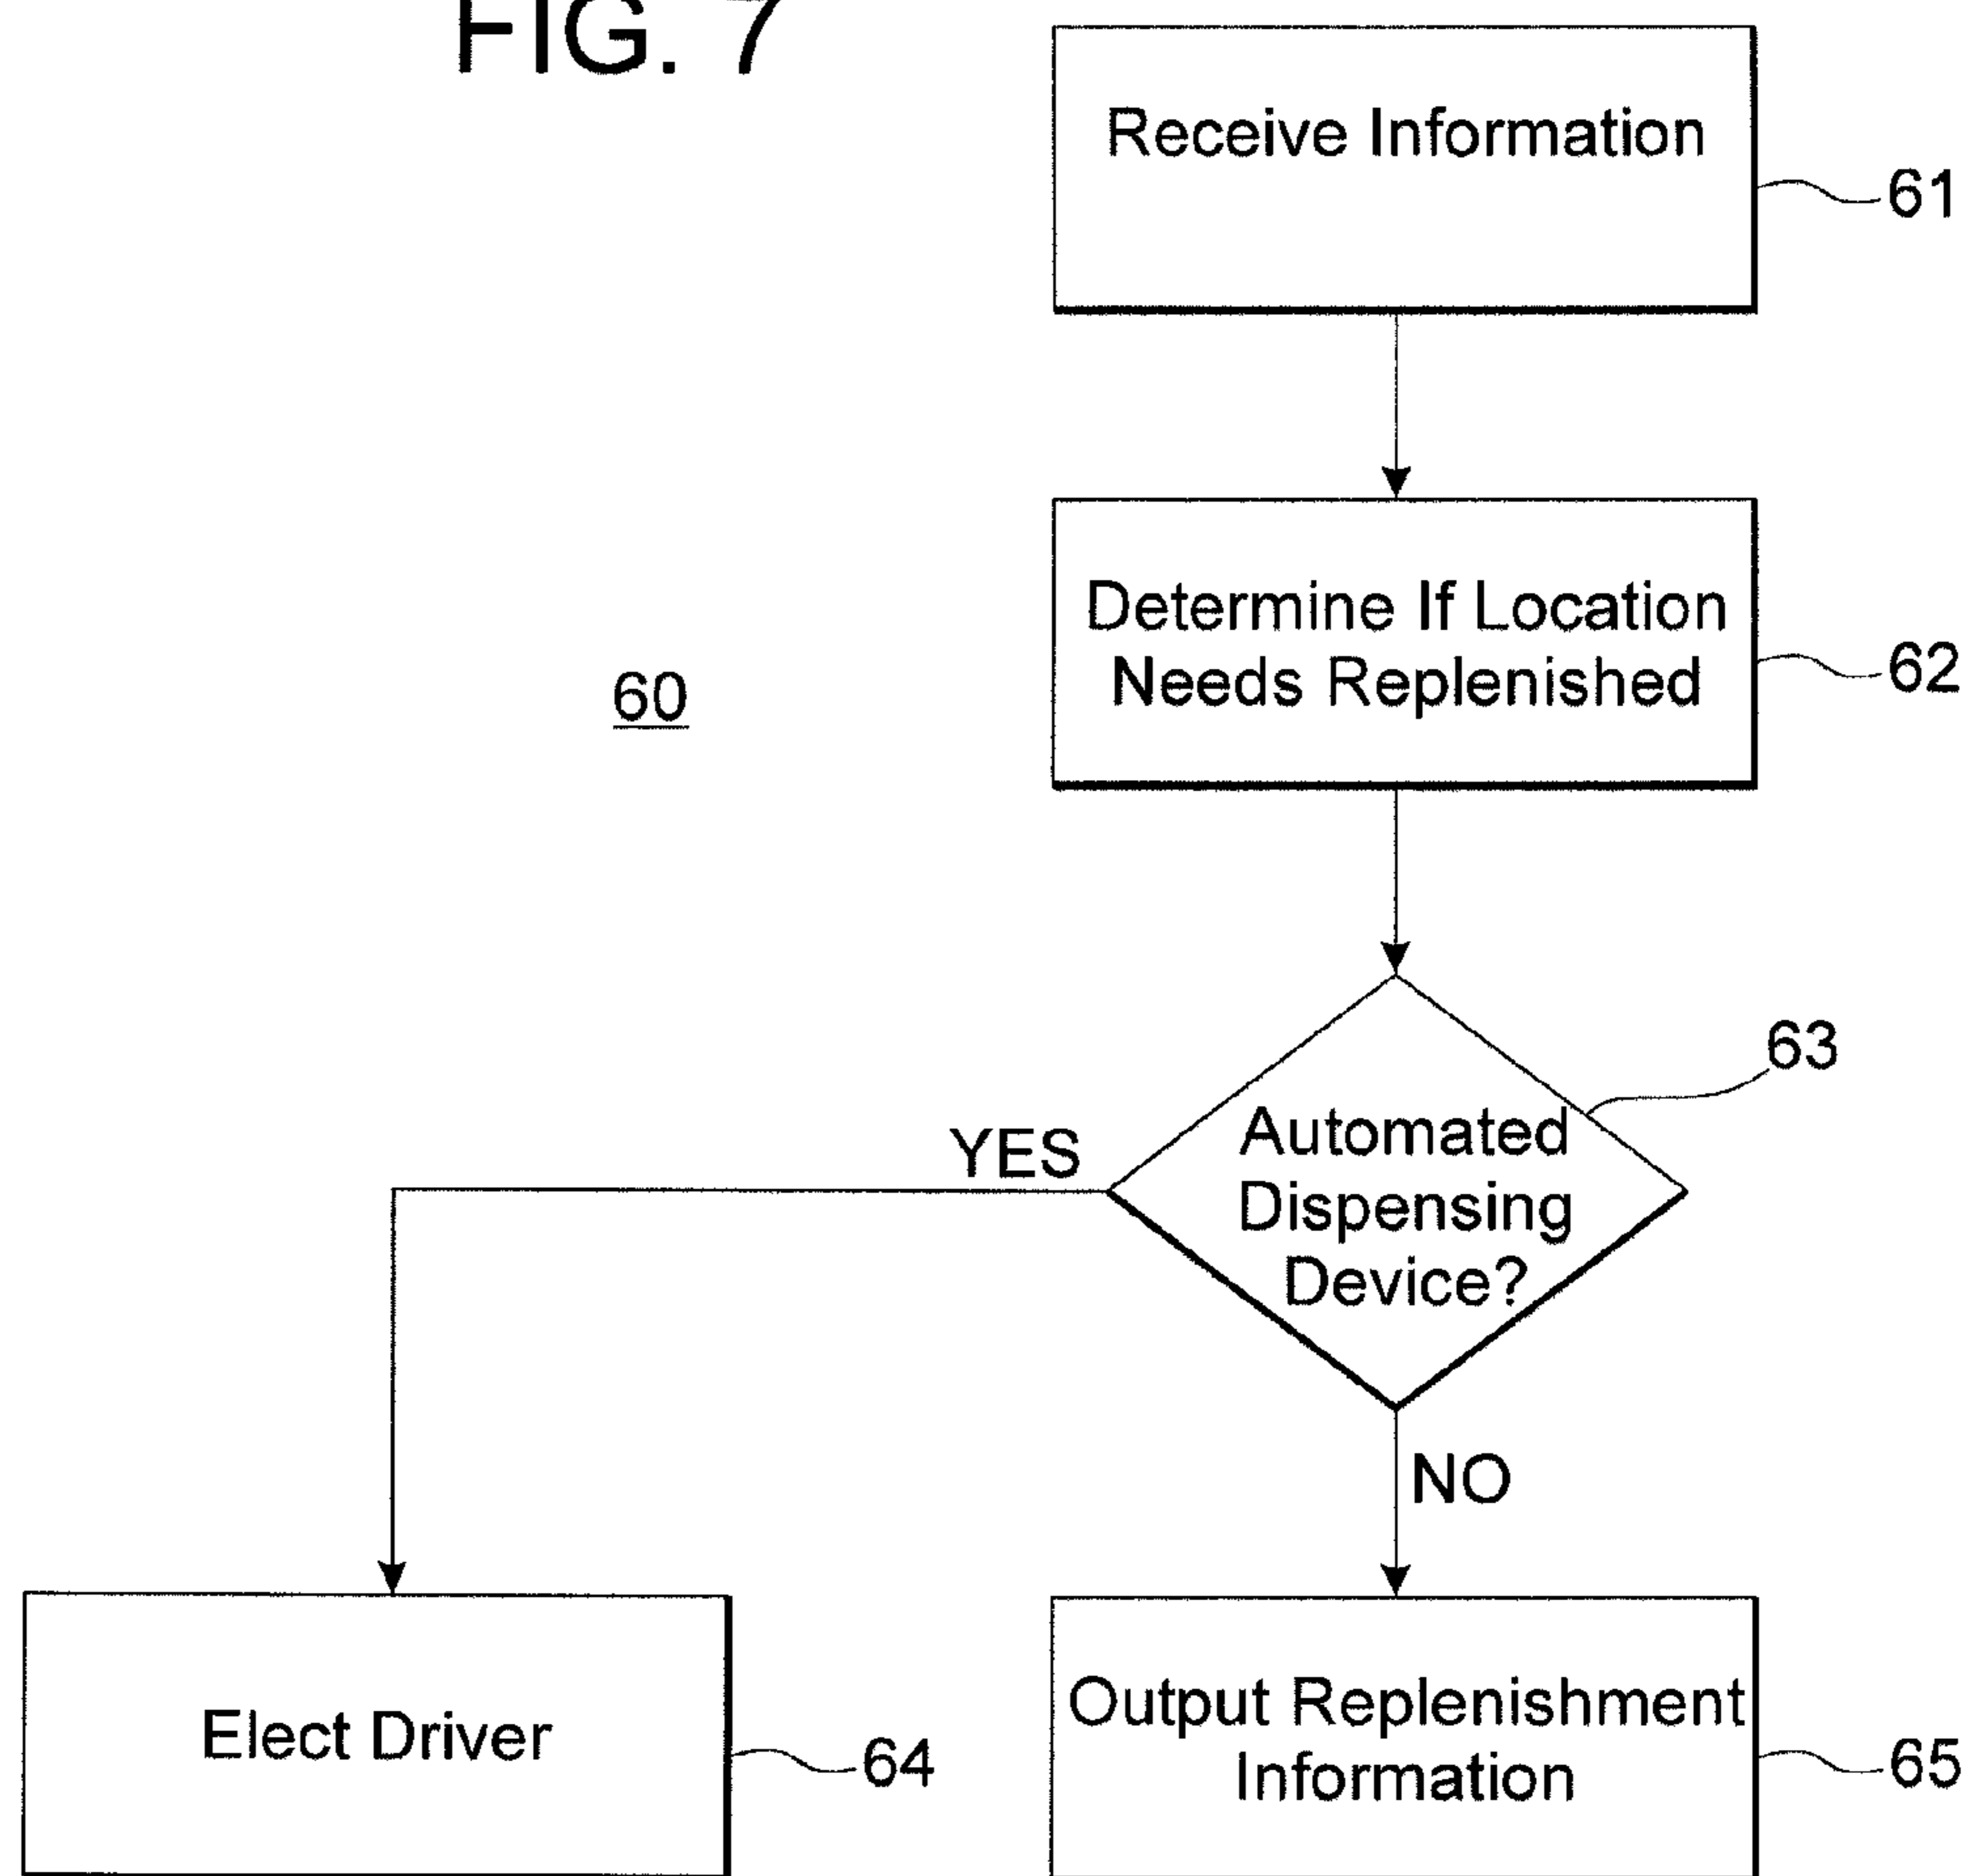 FIG. 7
Receive Information
61
Determine If Location
Needs Replenished
62
60
63
Automated
Dispensing
Device?
YES
NO
Elect Driver
64
Output Replenishment
Information
65